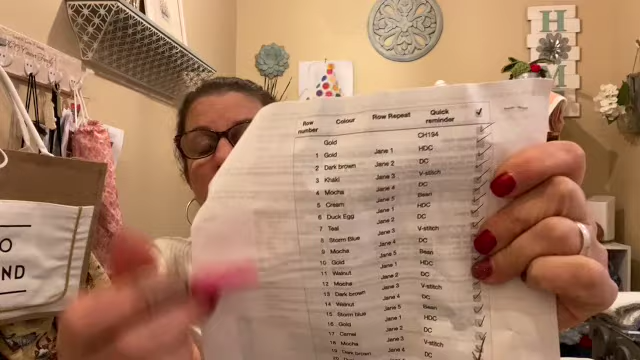 Row number Colour Row Repeat Quick reminder
Gold CH194
1 Gold Jane 1 HDC
2 Dark brown Jane 2 DC
3 Khaki Jane 3 V-stitch
4 Mocha Jane 4 DC
5 Cream Jane 5 Bean
6 Duck Egg Jane 1 HDC
7 Teal Jane 2 DC
8 Storm Blue Jane 3 V-stitch
9 Mocha Jane 4 DC
10 Gold Jane 5 Bean
11 Walnut Jane 1 HDC
12 Mocha Jane 2 DC
13 Dark brown Jane 3 V-stitch
14 Walnut Jane 4 DC
15 Storm blue Jane 5 Bean
16 Gold Jane 1 HDC
17 Camel Jane 2 DC
18 Mocha Jane 3 V-stitch
19 Dark brown Jane 4 DC
H
M
O
ND